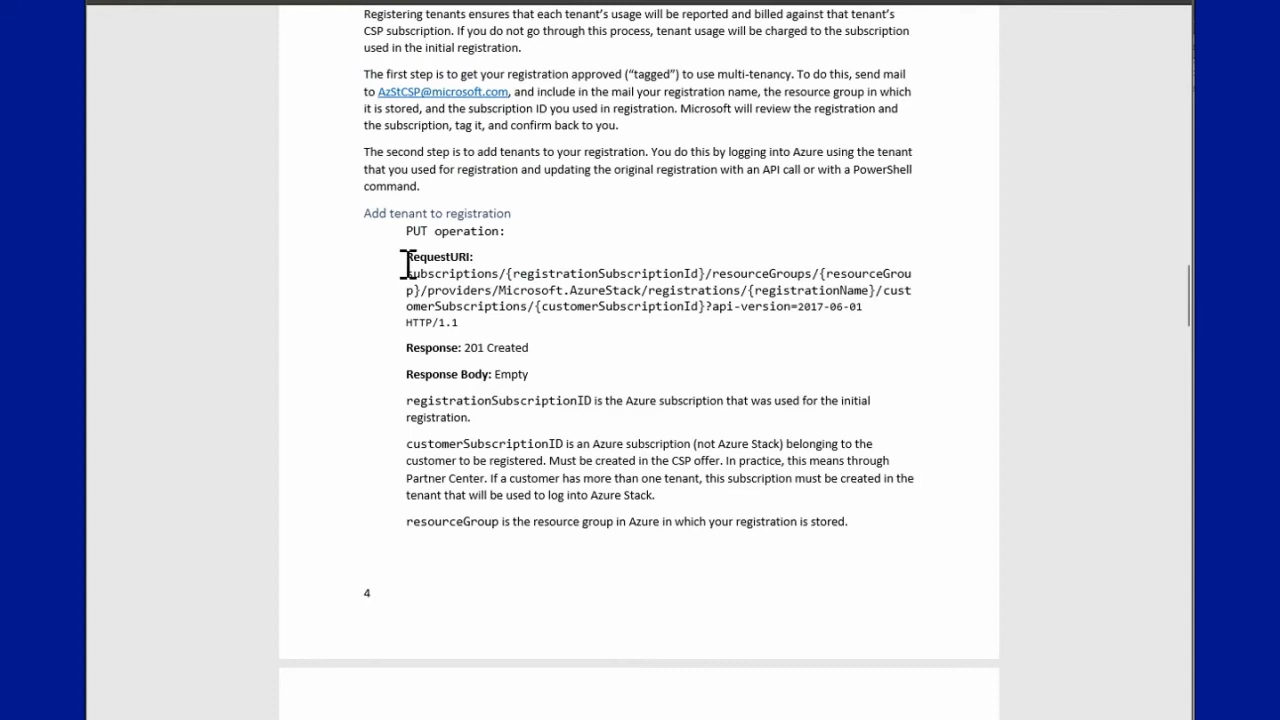 Registering tenants ensures that each tenant's usage will be reported and billed against that tenant's
CSP subscription. If you do not go through this process, tenant usage will be charged to the subscription
used in the initial registration.
The first step is to get your registration approved (“tagged”) to use multi-tenancy. To do this, send mail
to AzStCSP@microsoft.com, and include in the mail your registration name, the resource group in which
it is stored, and the subscription ID you used in registration. Microsoft will review the registration and
the subscription, tag it, and confirm back to you.
The second step is to add tenants to your registration. You do this by logging into Azure using the tenant
that you used for registration and updating the original registration with an API call or with a PowerShell
command.
Add tenant to registration
PUT operation:
RequestURI:
subscriptions/{registrationSubscriptionId}/resourceGroups/{resourceGrou
p}/providers/Microsoft.AzureStack/registrations/{registrationName}/cust
omerSubscriptions/{customerSubscriptionId}?api-version=2017-06-01
HTTP/1.1
Response: 201 Created
Response Body: Empty
registrationSubscriptionID is the Azure subscription that was used for the initial
registration.
customerSubscriptionID is an Azure subscription (not Azure Stack) belonging to the
customer to be registered. Must be created in the CSP offer. In practice, this means through
Partner Center. If a customer has more than one tenant, this subscription must be created in the
tenant that will be used to log into Azure Stack.
resourceGroup is the resource group in Azure in which your registration is stored.
4